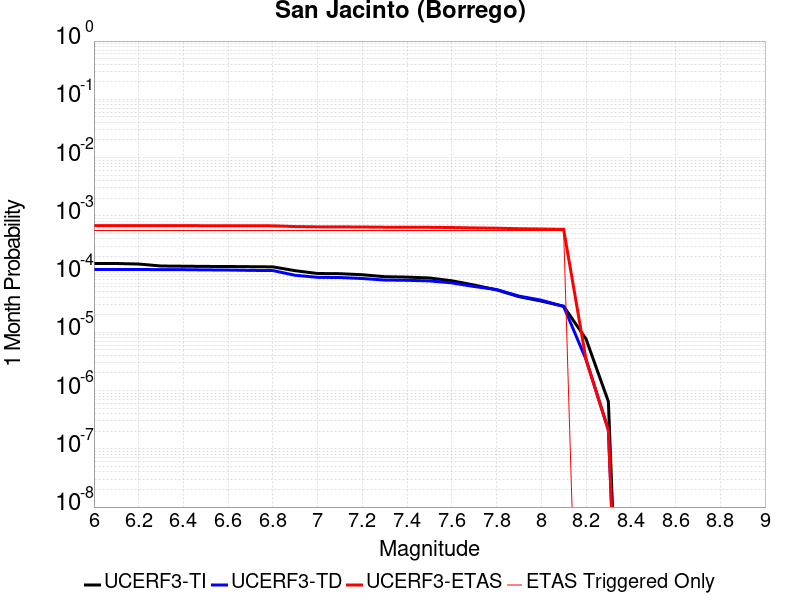 San Jacinto (Borrego)
10^0
10^-1
10^-2
10^-3
10^-4
10^-5
10^-6
10^-7
10^-8
1 Month Probability
6 6.2 6.4 6.6 6.8 7 7.2 7.4 7.6 7.8 8 8.2 8.4 8.6 8.8 9
Magnitude
UCERF3-TI UCERF3-TD UCERF3-ETAS ETAS Triggered Only